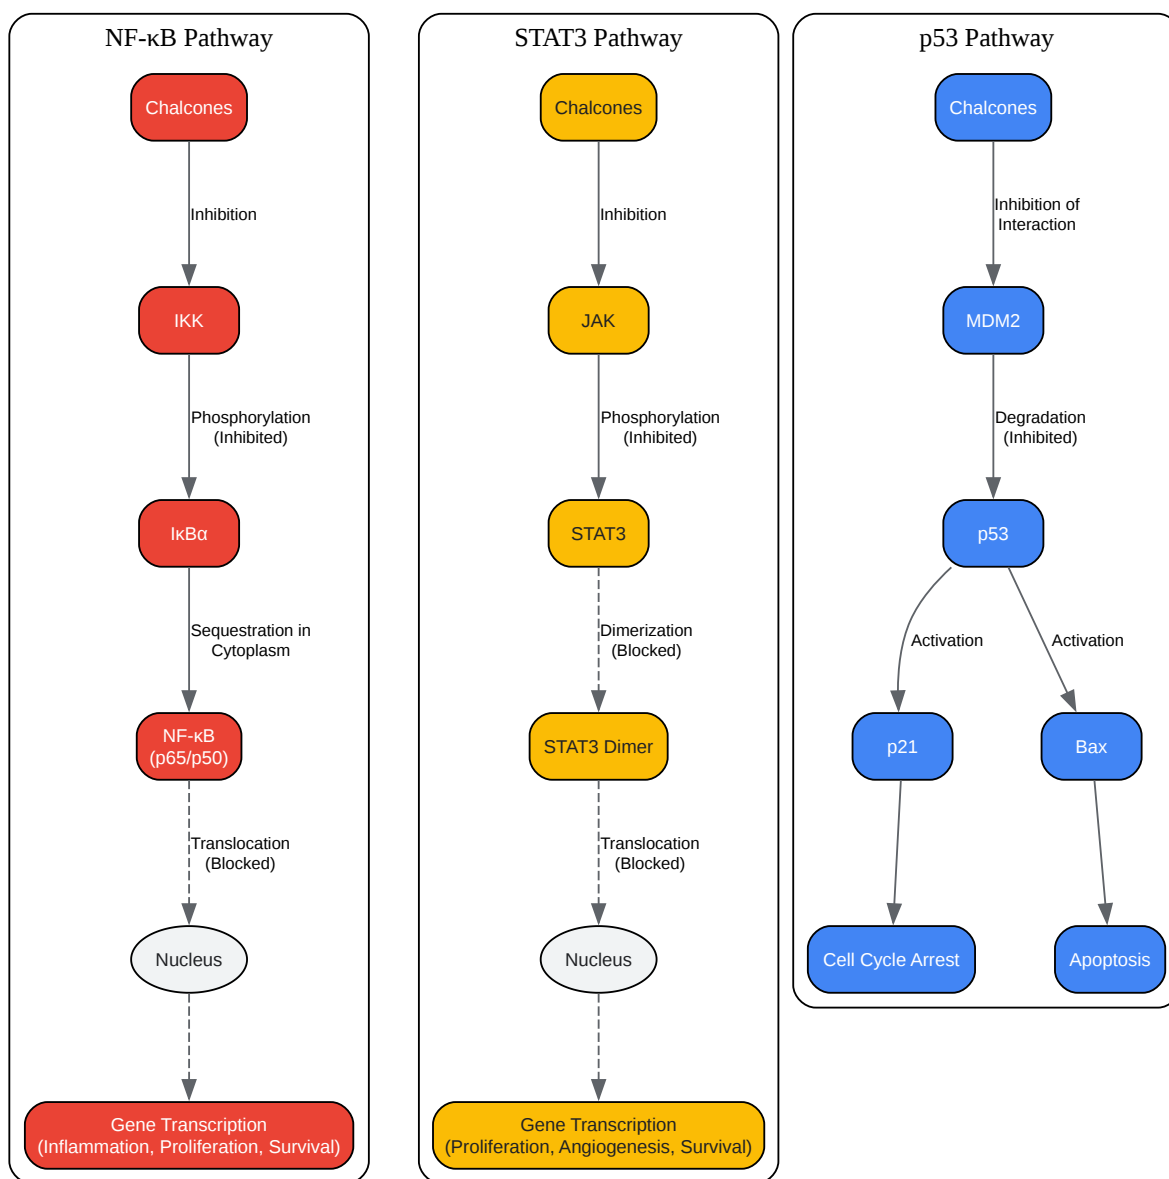 NF-κB Pathway
Chalcones
Inhibition
IKK
Phosphorylation
(Inhibited)
IκBα
Sequestration in
Cytoplasm
NF-κB
(p65/p50)
Translocation
(Blocked)
Nucleus
Gene Transcription
(Inflammation, Proliferation, Survival)
STAT3 Pathway
Chalcones
Inhibition
JAK
Phosphorylation
(Inhibited)
STAT3
Dimerization
(Blocked)
STAT3 Dimer
Translocation
(Blocked)
Nucleus
Gene Transcription
(Proliferation, Angiogenesis, Survival)
p53 Pathway
Chalcones
Inhibition of
Interaction
MDM2
Degradation
(Inhibited)
p53
Activation
Activation
p21
Bax
Cell Cycle Arrest
Apoptosis